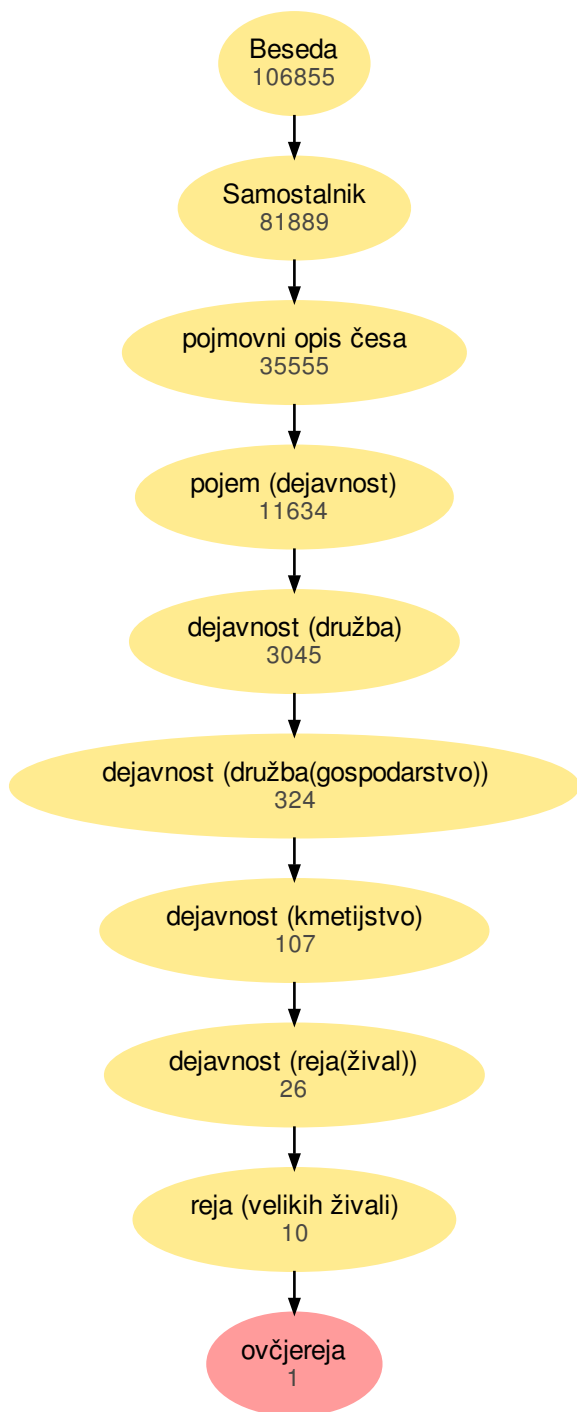 Beseda
106855
Samostalnik
81889
pojmovni opis česa
35555
pojem (dejavnost)
11634
dejavnost (družba)
3045
dejavnost (družba(gospodarstvo))
324
dejavnost (kmetijstvo)
107
dejavnost (reja(žival))
26
reja (velikih živali)
10
ovčjereja
1